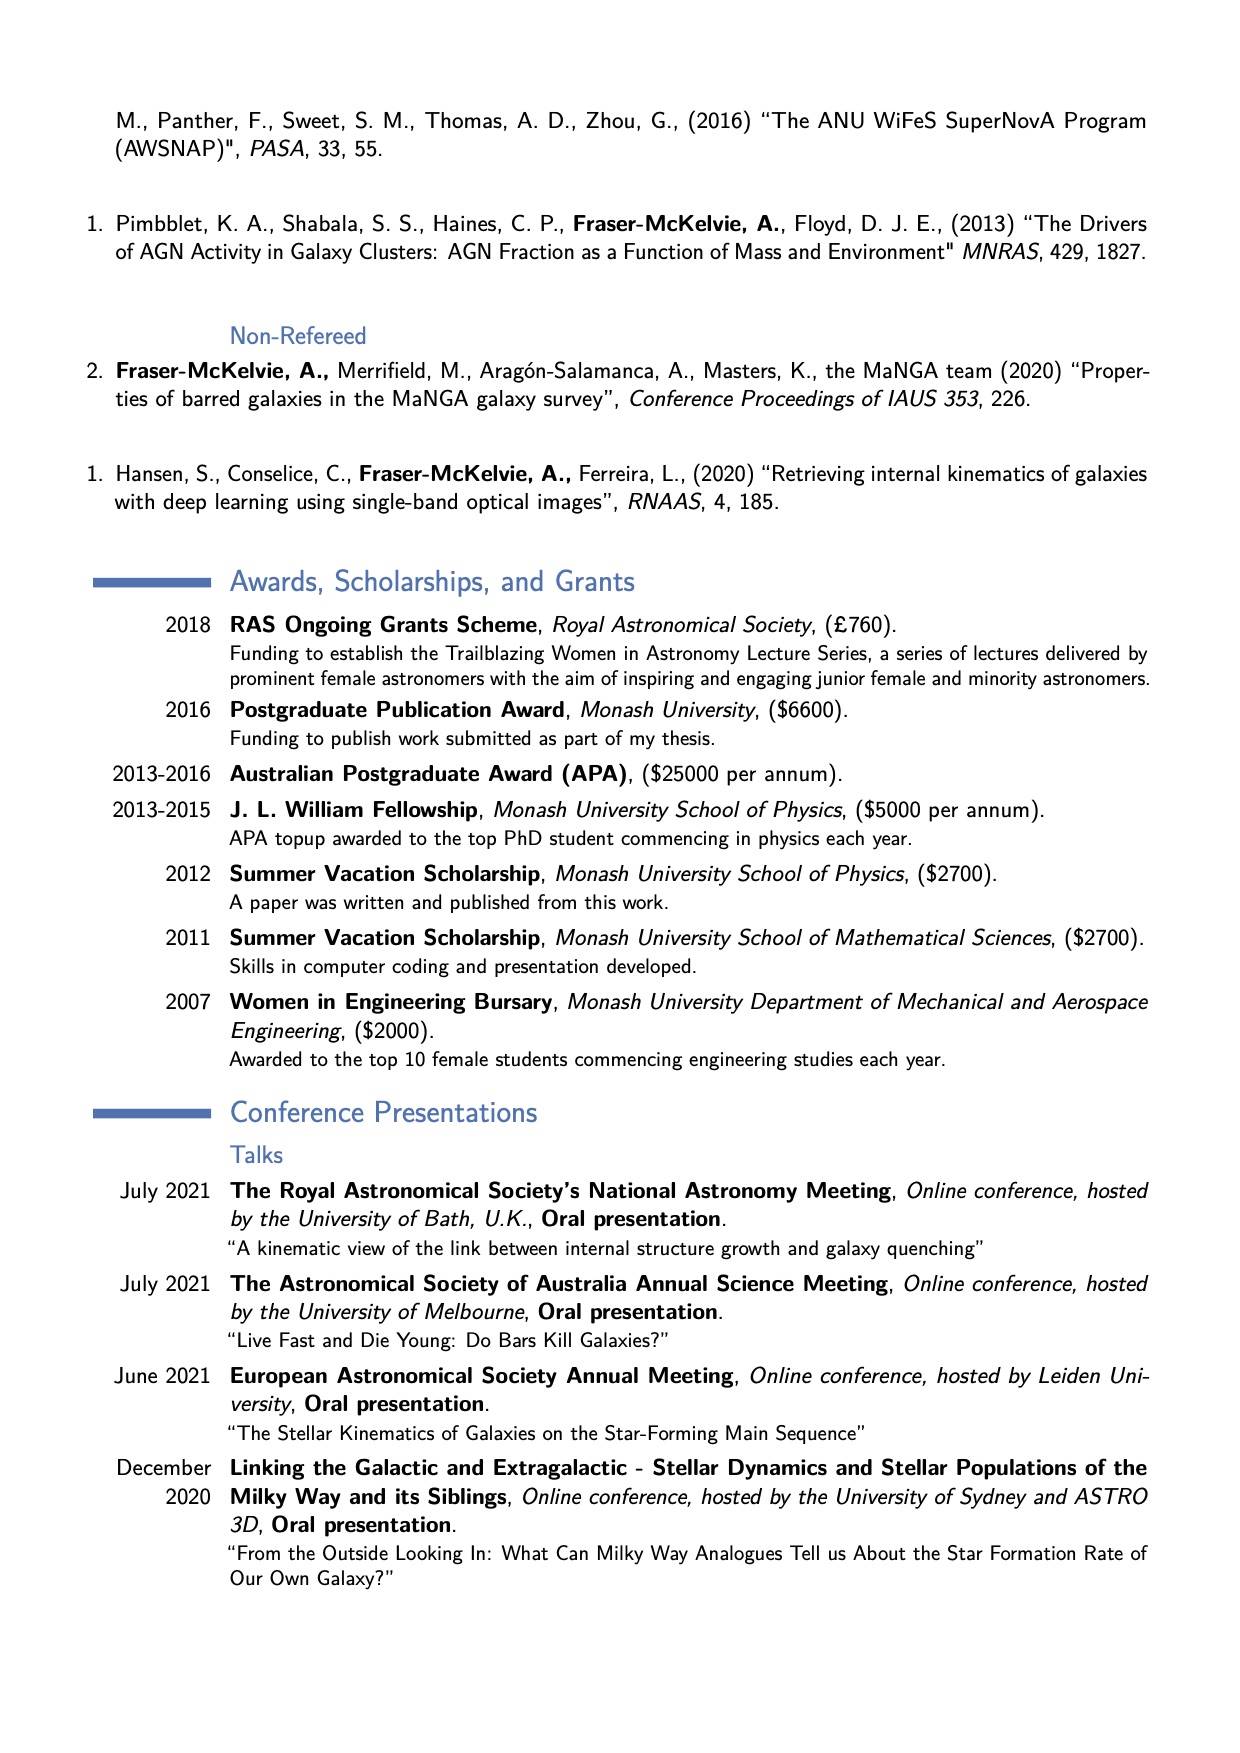 M., Panther, F., Sweet, S. M., Thomas, A. D., Zhou, G., (2016) “The ANU WiFeS SuperNovA Program
(AWSNAP)", PASA, 33, 55.
1. Pimbblet, K. A., Shabala, S. S., Haines, C. P., Fraser-McKelvie, A., Floyd, D. J. E., (2013) “The Drivers
of AGN Activity in Galaxy Clusters: AGN Fraction as a Function of Mass and Environment" MNRAS, 429, 1827.
Non-Refereed
2. Fraser-McKelvie, A., Merrifield, M., Aragón-Salamanca, A., Masters, K., the MaNGA team (2020) “Proper-
ties of barred galaxies in the MaNGA galaxy survey”, Conference Proceedings of IAUS 353, 226.
1. Hansen, S., Conselice, C., Fraser-McKelvie, A., Ferreira, L., (2020) “Retrieving internal kinematics of galaxies
with deep learning using single-band optical images”, RNAAS, 4, 185.
Awards, Scholarships, and Grants
2018 RAS Ongoing Grants Scheme, Royal Astronomical Society, (£760).
Funding to establish the Trailblazing Women in Astronomy Lecture Series, a series of lectures delivered by
prominent female astronomers with the aim of inspiring and engaging junior female and minority astronomers.
2016 Postgraduate Publication Award, Monash University, ($6600).
Funding to publish work submitted as part of my thesis.
2013-2016 Australian Postgraduate Award (APA), ($25000 per annum).
2013-2015 J. L. William Fellowship, Monash University School of Physics, ($5000 per annum).
APA topup awarded to the top PhD student commencing in physics each year.
2012 Summer Vacation Scholarship, Monash University School of Physics, ($2700).
A paper was written and published from this work.
2011 Summer Vacation Scholarship, Monash University School of Mathematical Sciences, ($2700).
Skills in computer coding and presentation developed.
2007 Women in Engineering Bursary, Monash University Department of Mechanical and Aerospace
Engineering, ($2000).
Awarded to the top 10 female students commencing engineering studies each year.
Conference Presentations
Talks
July 2021 The Royal Astronomical Society’s National Astronomy Meeting, Online conference, hosted
by the University of Bath, U.K., Oral presentation.
“A kinematic view of the link between internal structure growth and galaxy quenching”
July 2021 The Astronomical Society of Australia Annual Science Meeting, Online conference, hosted
by the University of Melbourne, Oral presentation.
“Live Fast and Die Young: Do Bars Kill Galaxies?”
June 2021 European Astronomical Society Annual Meeting, Online conference, hosted by Leiden Uni-
versity, Oral presentation.
“The Stellar Kinematics of Galaxies on the Star-Forming Main Sequence”
December Linking the Galactic and Extragalactic - Stellar Dynamics and Stellar Populations of the
2020 Milky Way and its Siblings, Online conference, hosted by the University of Sydney and ASTRO
3D, Oral presentation.
“From the Outside Looking In: What Can Milky Way Analogues Tell us About the Star Formation Rate of
Our Own Galaxy?”